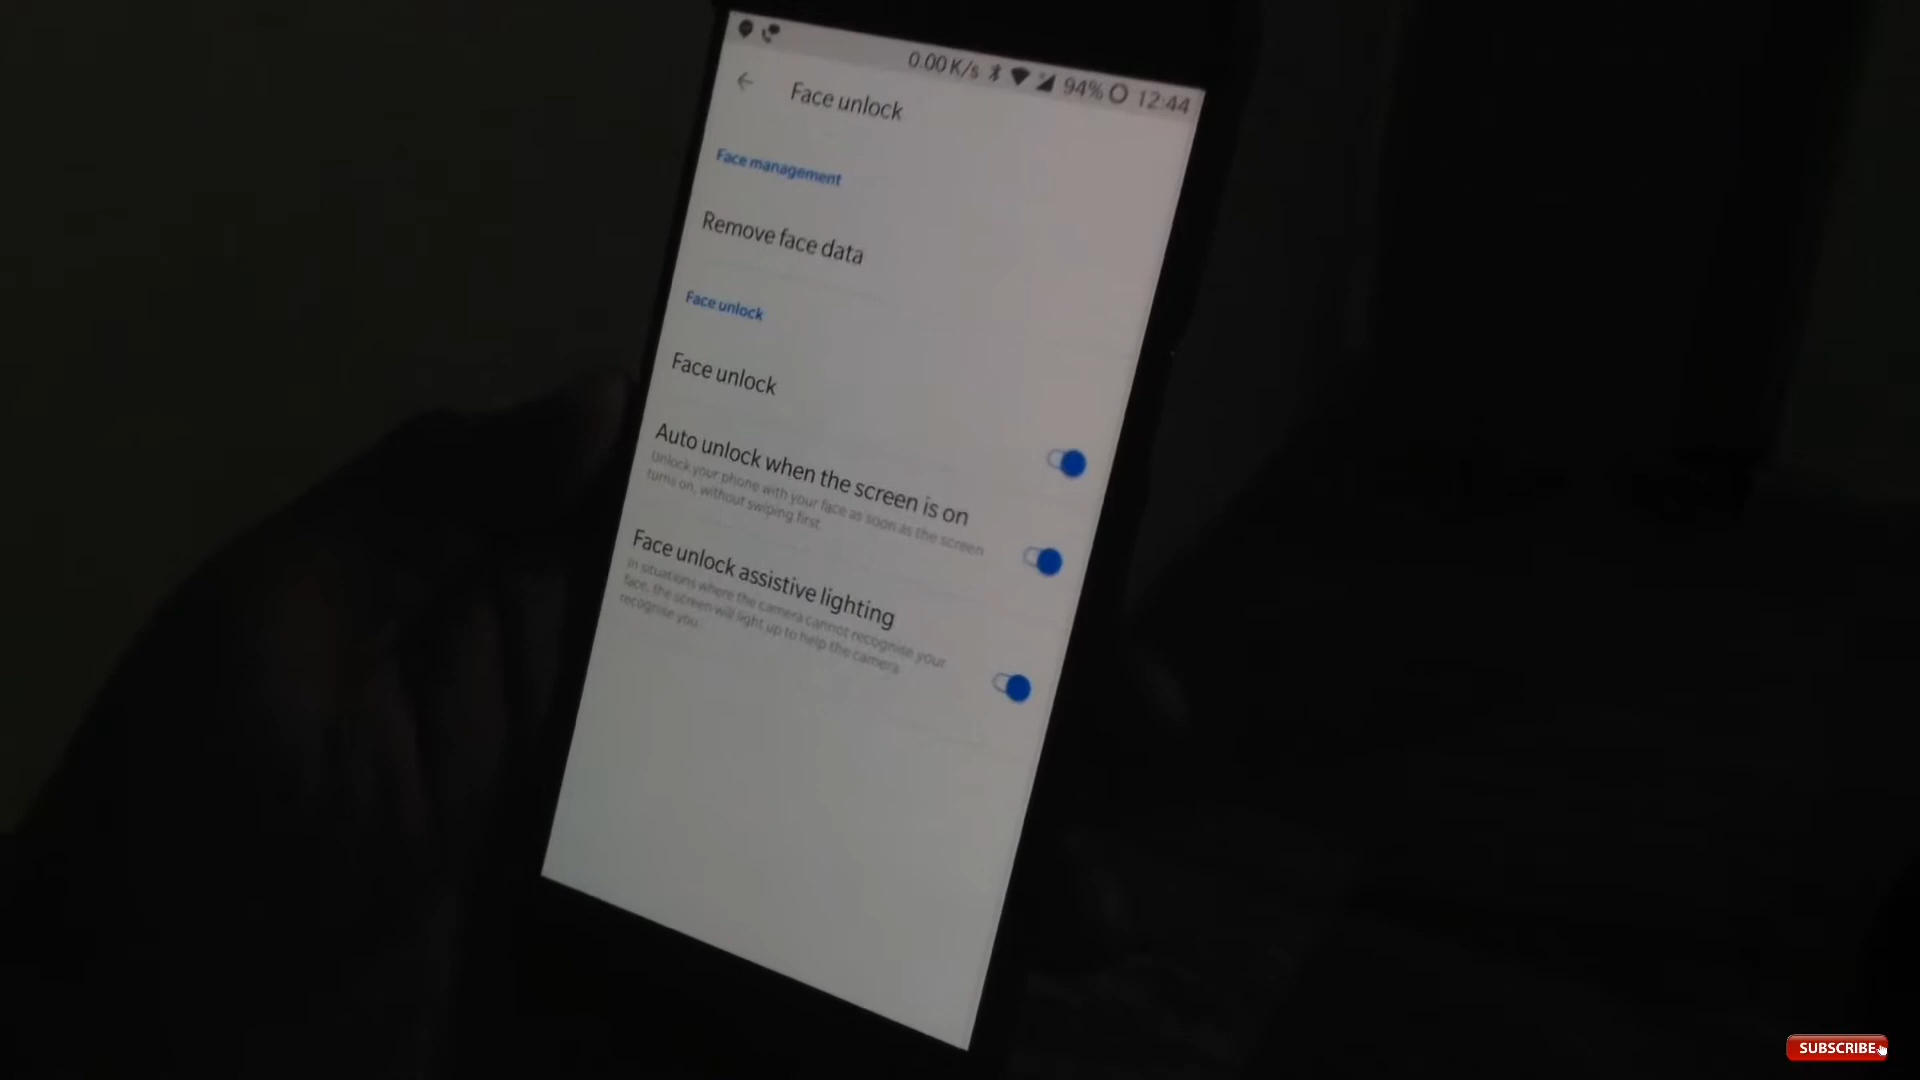 0.00 K/s 94% 12:44
Face unlock
Face management
Remove face data
Face unlock
Face unlock
Auto unlock when the screen is on
Unlock your phone with your face as soon as the screen
turns on, without swiping first.
Face unlock assistive lighting
In situations where the camera cannot recognise your
face, the screen will light up to help the camera
recognise you.
SUBSCRIBE